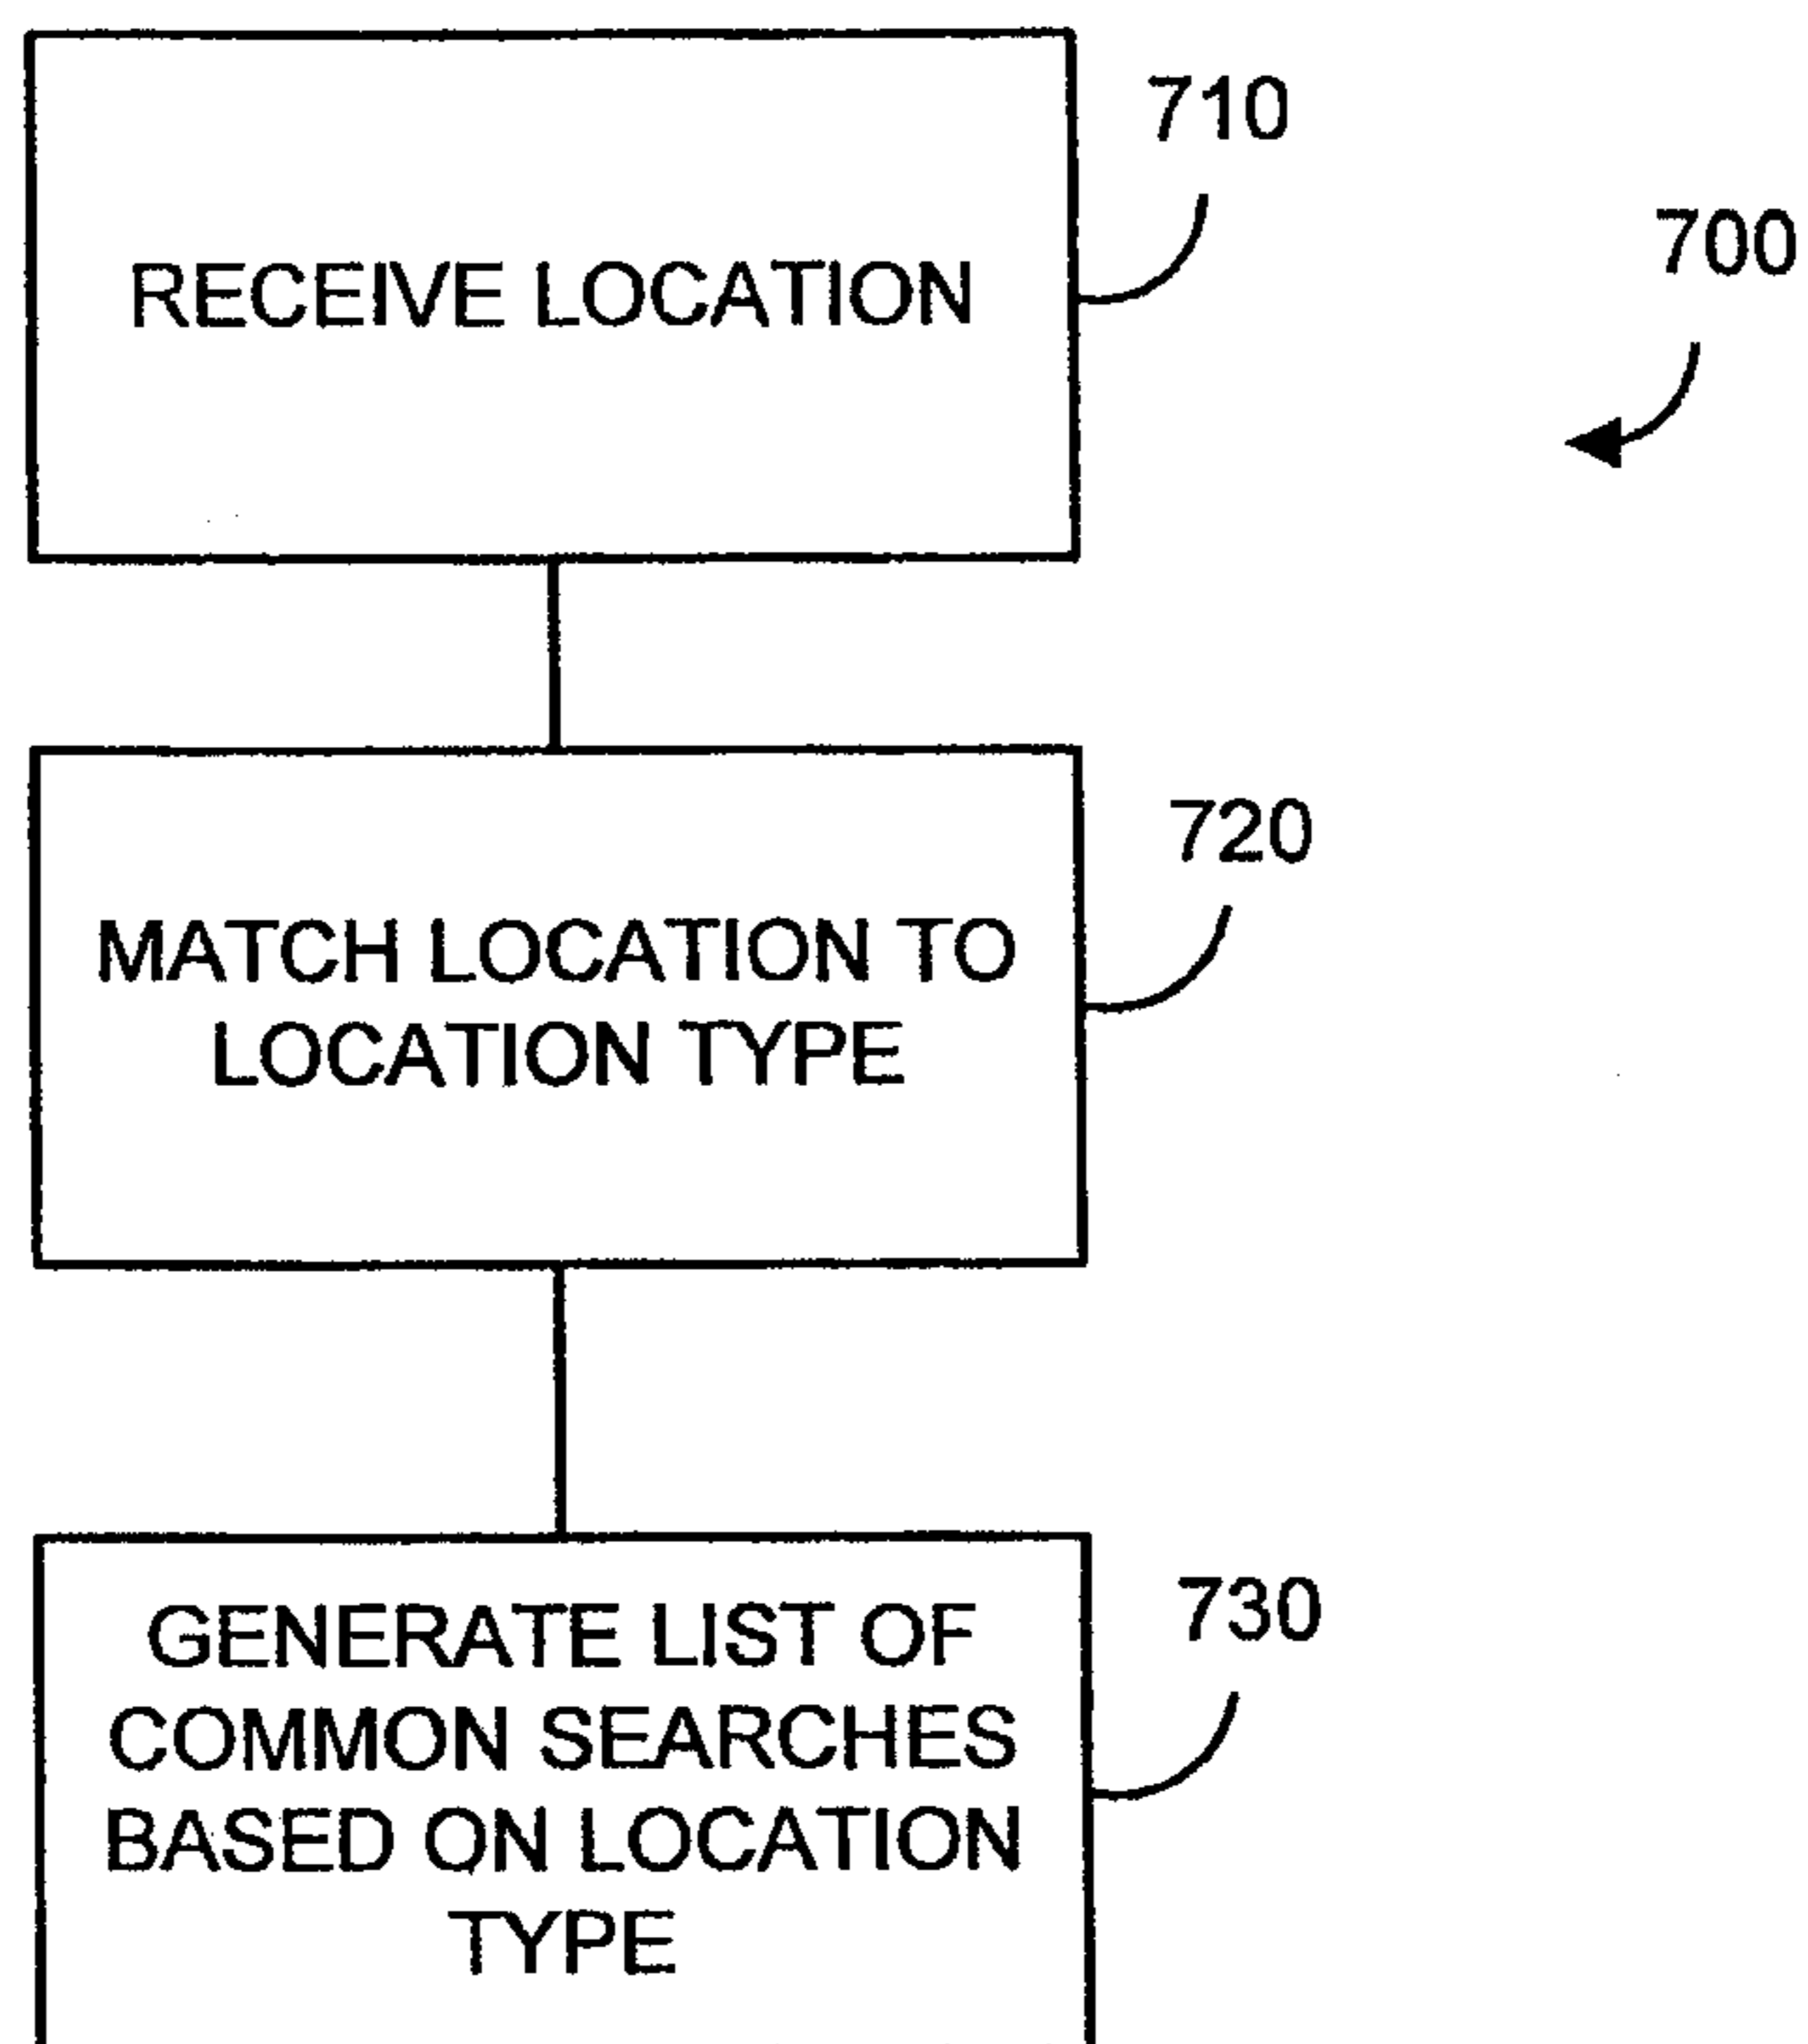 710
RECEIVE LOCATION
700
720
MATCH LOCATION TO
LOCATION TYPE
730
GENERATE LIST OF
COMMON SEARCHES
BASED ON LOCATION
TYPE